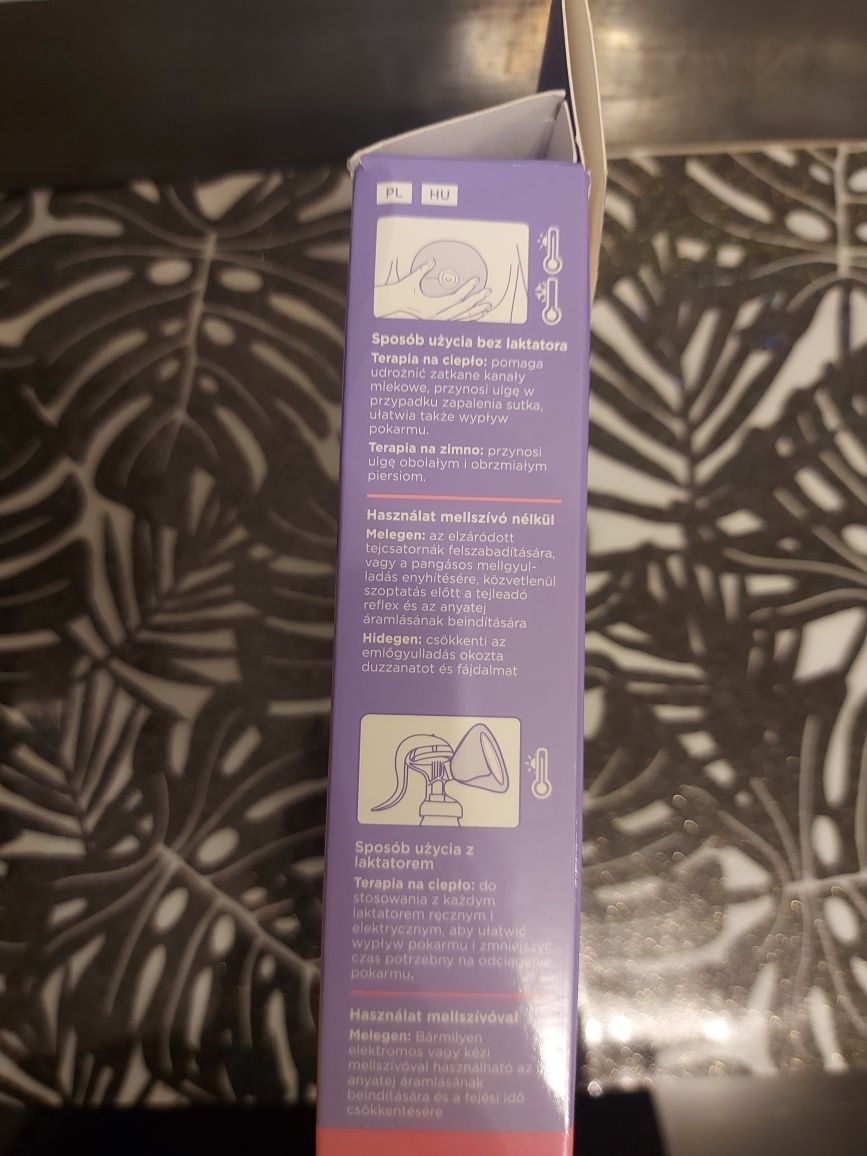 PL HU
Sposób użycia bez laktatora
Terapia na ciepło: pomaga
udrożnić zatkane kanały
mlekowe, przynosi ulgę w
przypadku zapalenia sutka,
ułatwia także wypływ
pokarmu.
Terapia na zimno: przynosi
ulgę obolałym i obrzmiałym
piersiom.
Használat mellszívó nélkül
Melegen: az elzáródott
tejcsatornák felszabadítására,
vagy a pangásos mellgyul-
ladás enyhítésére, közvetlenül
szoptatás előtt a tejleadó
reflex és az anyatej
áramlásának beindítására
Hidegen: csökkenti az
emlőgyulladás okozta
duzzanatot és fájdalmat
Sposób użycia z
laktatorem
Terapia na ciepło: do
stosowania z każdym
laktatorem ręcznym i
elektrycznym, aby ułatwić
wypływ pokarmu i zmniejszyć
czas potrzebny na odciąganie
pokarmu.
Használat mellszívóval
Melegen: Bármilyen
elektromos vagy kézi
mellszívóval használható az
anyatej áramlásának
beindítására és a fejési idő
csökkentésére